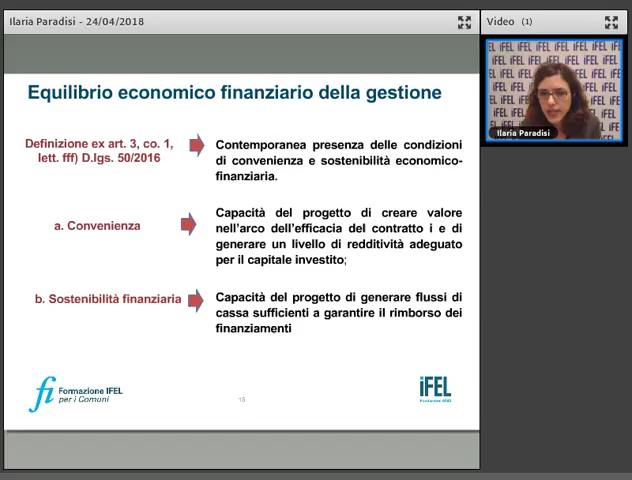 Ilaria Paradisi - 24/04/2018
Video (1)
Equilibrio economico finanziario della gestione
Definizione ex art. 3, co. 1,
lett. fff) D.lgs. 50/2016
Contemporanea presenza delle condizioni
di convenienza e sostenibilità economico-
finanziaria.
a. Convenienza
Capacità del progetto di creare valore
nell'arco dell'efficacia del contratto i e di
generare un livello di redditività adeguato
per il capitale investito;
b. Sostenibilità finanziaria
Capacità del progetto di generare flussi di
cassa sufficienti a garantire il rimborso dei
finanziamenti
fi
Formazione IFEL
per i Comuni
15
iFEL
Fondazione ANCI
Ilaria Paradisi